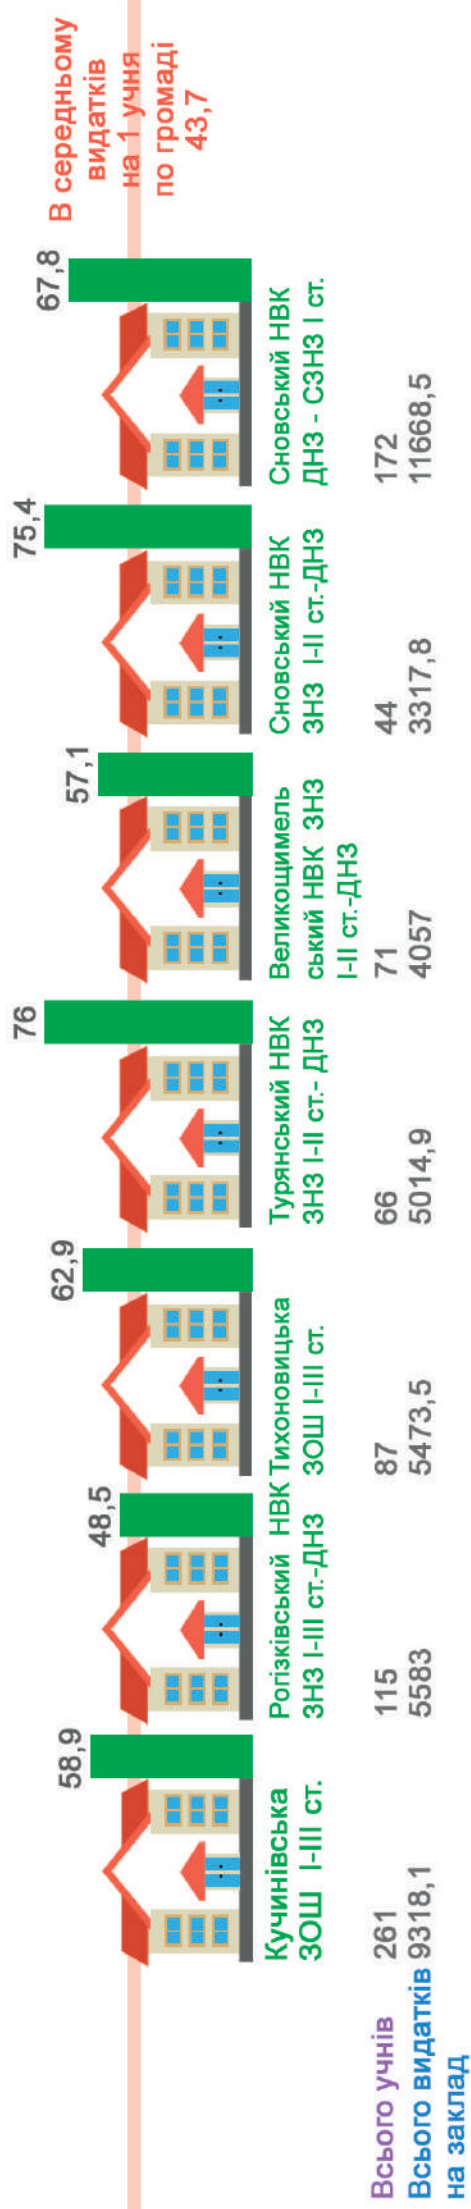 58,9
48,5
62,9
76
57,1
75,4
67,8
В середньому
видатків
на 1 учня
по громаді
43,7
Кучинівська
ЗОШ І-ІІІ ст.
Рогізківський НВК
ЗНЗ І-ІІІ ст.-ДНЗ
Тихоновицька
ЗОШ І-ІІІ ст.
Турянський НВК
ЗНЗ І-ІІ ст.- ДНЗ
Великощимель
ський НВК ЗНЗ
І-ІІ ст.-ДНЗ
Сновський НВК
ЗНЗ І-ІІ ст.-ДНЗ
Сновський НВК
ДНЗ - СЗНЗ І ст.
Всього учнів 261 115 87 66 71 44 172
Всього видатків 9318,1 5583 5473,5 5014,9 4057 3317,8 11668,5
на заклад